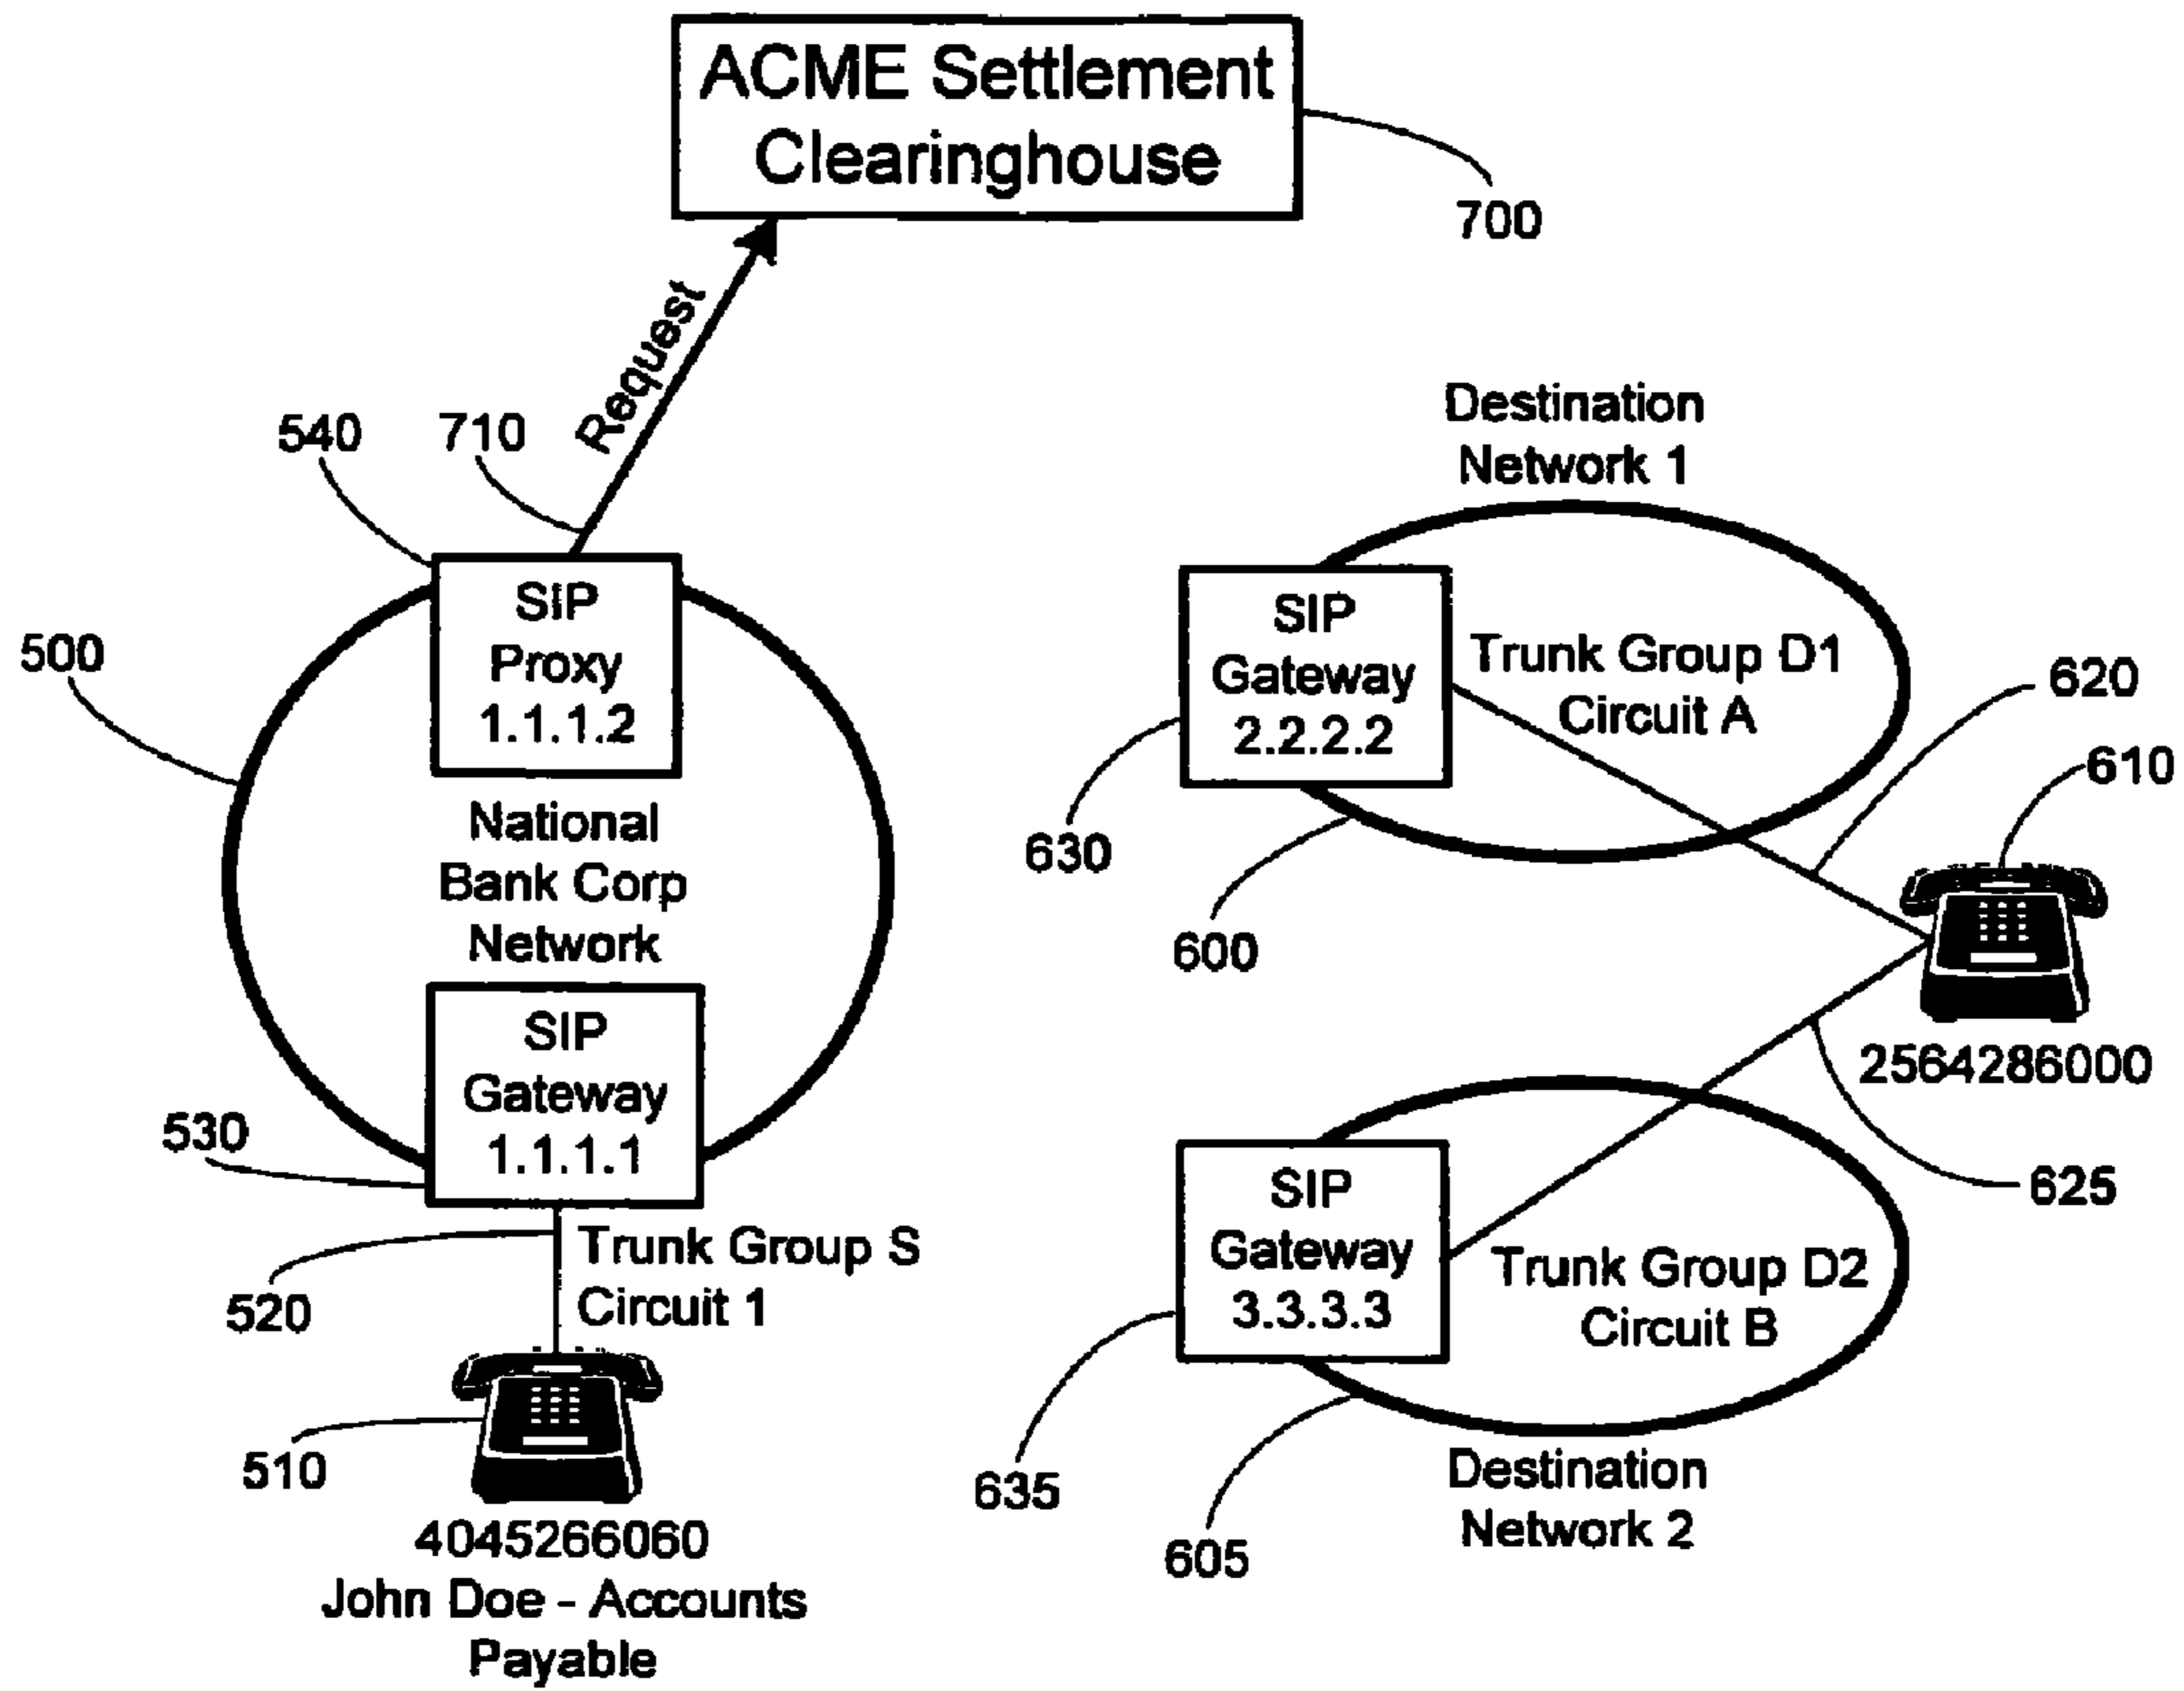 ACME Settlement
Clearinghouse
700
Request
540
710
Destination
Network 1
500
SIP
Proxy
1.1.1.2
SIP
Gateway
2.2.2.2
Trunk Group D1
Circuit A
620
610
National
Bank Corp
Network
630
600
2564286000
SIP
Gateway
1.1.1.1
530
SIP
Gateway
3.3.3.3
Trunk Group D2
Circuit B
625
520
Trunk Group S
Circuit 1
510
635
605
Destination
Network 2
4045266060
John Doe - Accounts
Payable